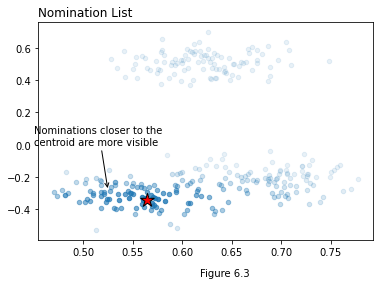 Nomination List
0.6
0.4
0.2
0.0
Nominations closer to the
centroid are more visible
−0.2
−0.4
0.50 0.55 0.60 0.65 0.70 0.75
Figure 6.3